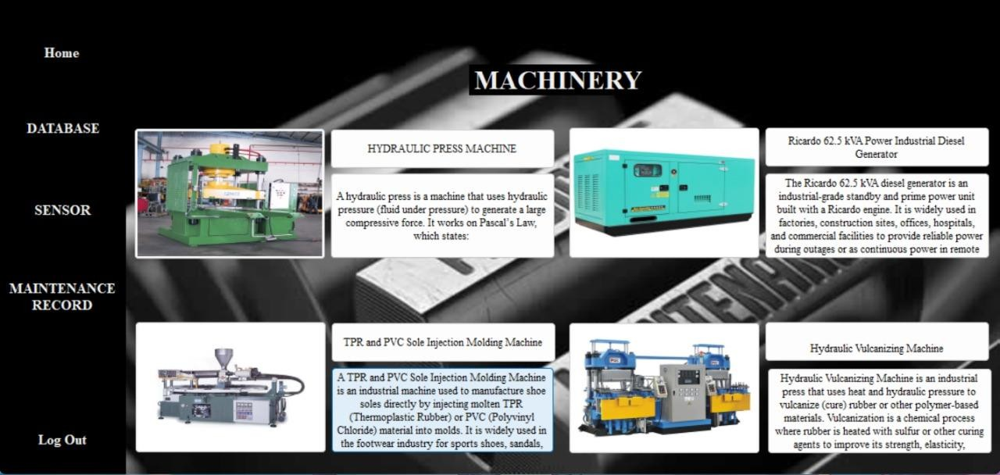 Home
DATABASE
SENSOR
MAINTENANCE
RECORD
Log Out
MACHINERY
HYDRAULIC PRESS MACHINE
A hydraulic press is a machine that uses hydraulic
pressure (fluid under pressure) to generate a large
compressive force. It works on Pascal's Law,
which states:
Ricardo 62.5 kVA Power Industrial Diesel
Generator
The Ricardo 62.5 kVA diesel generator is an
industrial-grade standby and prime power unit
built with a Ricardo engine. It is widely used in
factories, construction sites, offices, hospitals,
and commercial facilities to provide reliable power
during outages or as continuous power in remote
TPR and PVC Sole Injection Molding Machine
A TPR and PVC Sole Injection Molding Machine
is an industrial machine used to manufacture shoe
soles directly by injecting molten TPR
(Thermoplastic Rubber) or PVC (Polyvinyl
Chloride) material into molds. It is widely used in
the footwear industry for sports shoes, sandals,
Hydraulic Vulcanizing Machine
Hydraulic Vulcanizing Machine is an industrial
press that uses heat and hydraulic pressure to
vulcanize (cure) rubber or other polymer-based
materials. Vulcanization is a chemical process
where rubber is heated with sulfur or other curing
agents to improve its strength, elasticity,